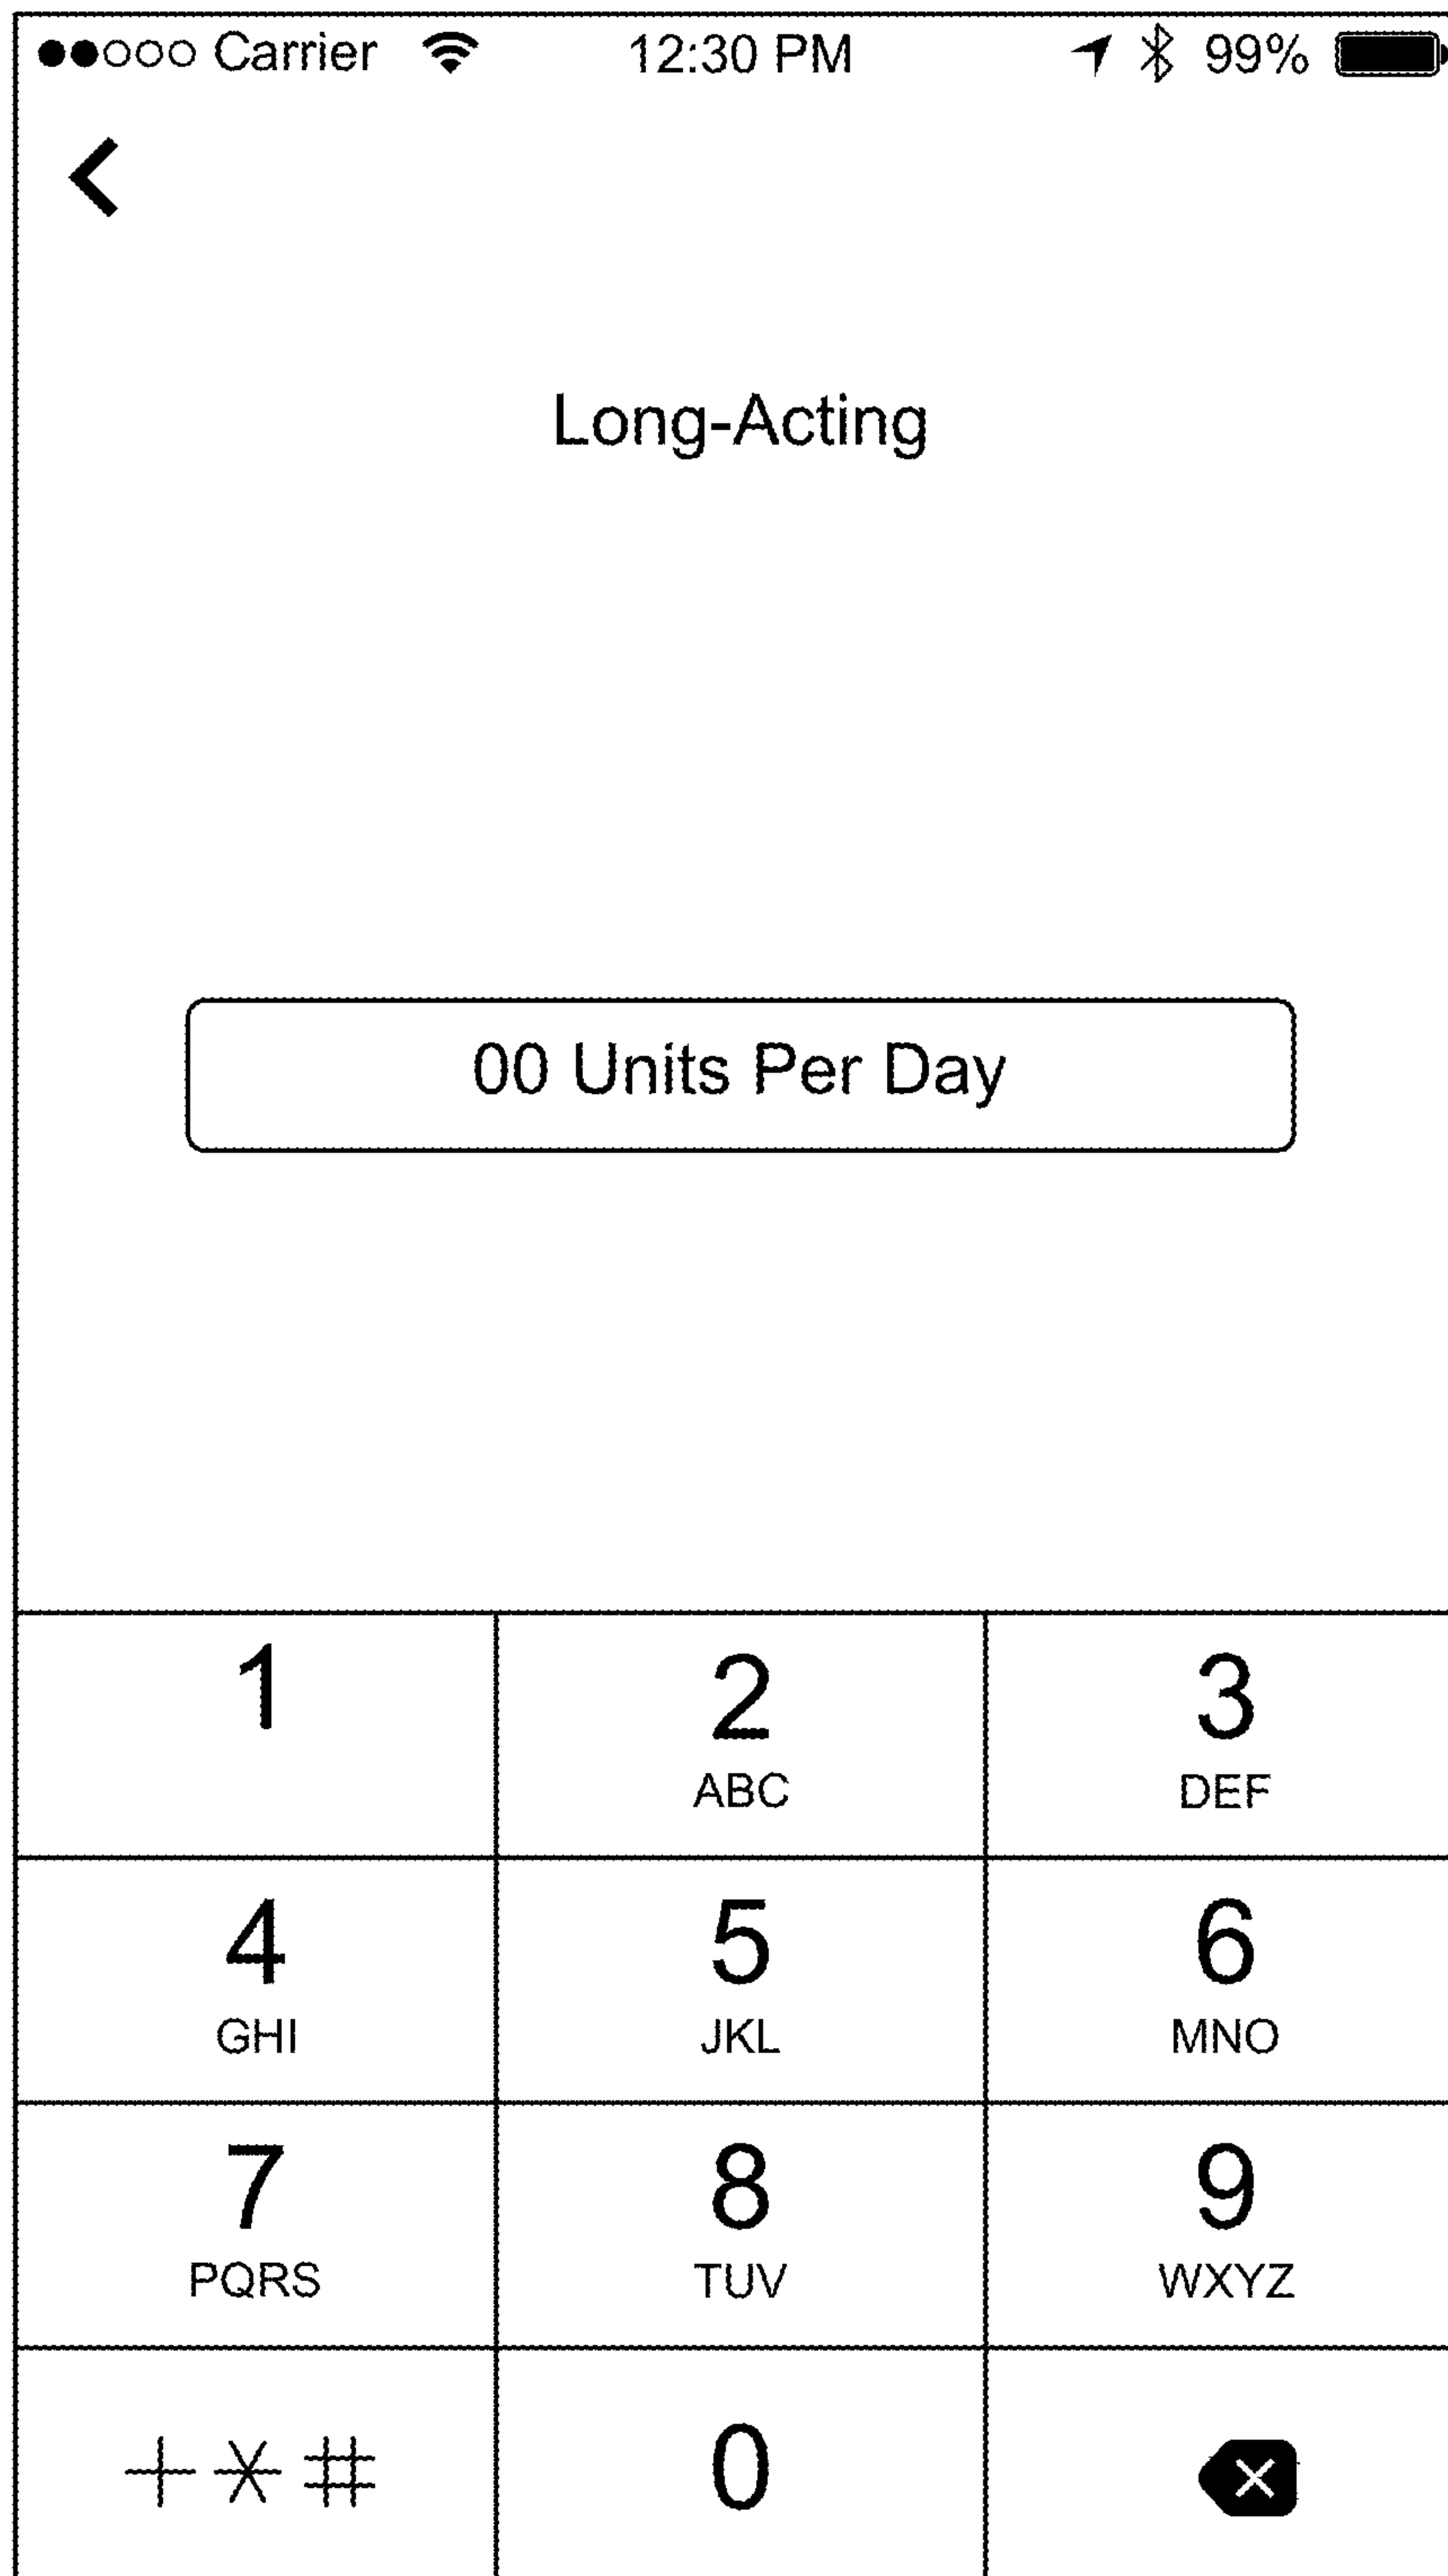 Carrier 12:30 PM 99%
Long-Acting
00 Units Per Day
1 2 3
ABC DEF
4 5 6
GHI JKL MNO
7 8 9
PQRS TUV WXYZ
+ * # 0